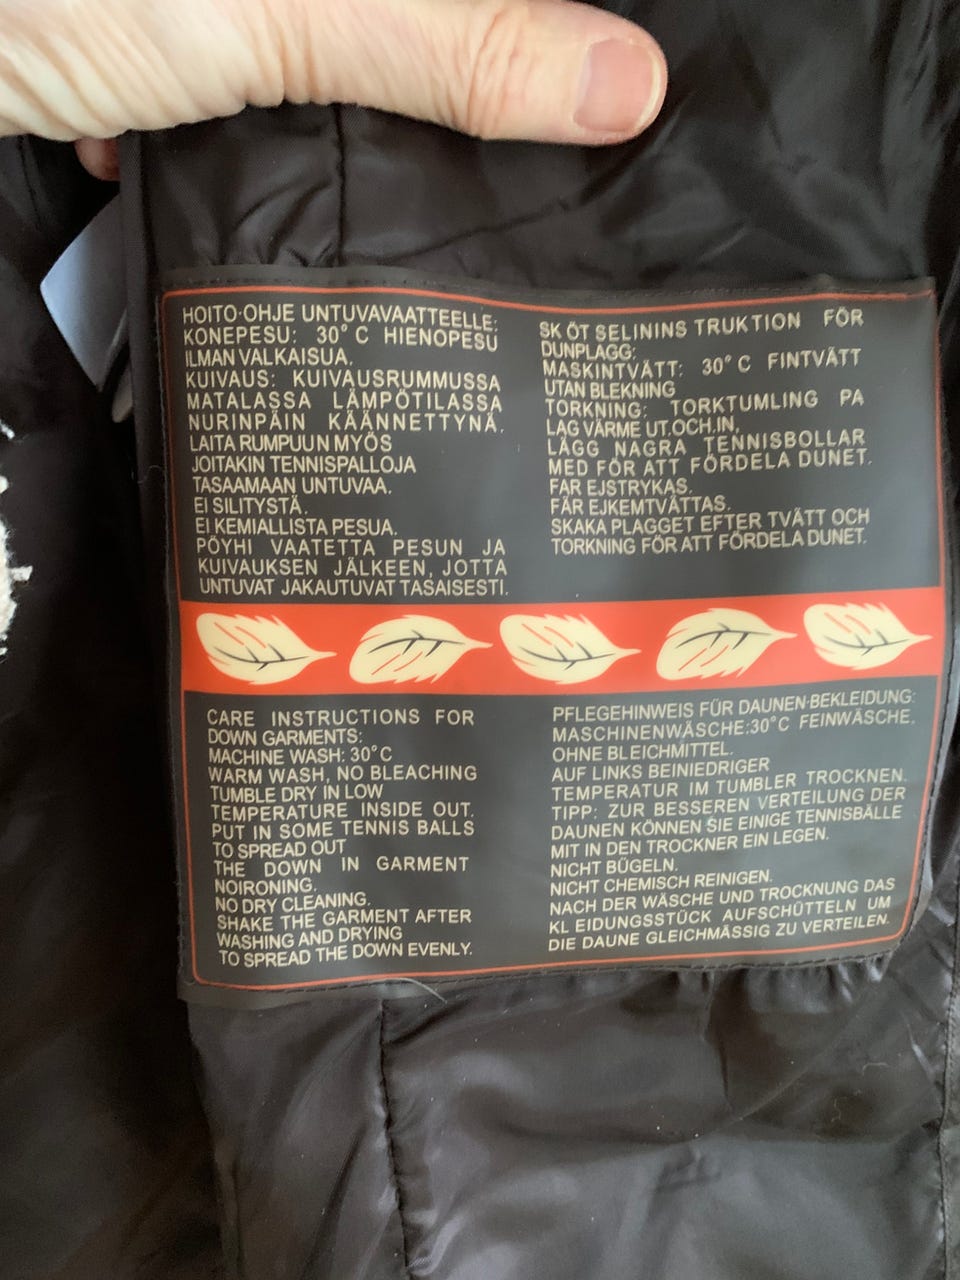 HOITO-OHJE UNTUVAVAATTEELLE:
KONEPESU: 30°C HIENOPESU
ILMAN VALKAISUA.
KUIVAUS: KUIVAUSRUMMUSSA
MATALASSA LÄMPÖTILASSA
NURINPÄIN KÄÄNNETTYNÄ.
LAITA RUMPUUN MYÖS
JOITAKIN TENNISPALLOJA
TASAAMAAN UNTUVAA.
EI SILITYSTÄ.
EI KEMIALLISTA PESUA.
PÖYHI VAATETTA PESUN JA
KUIVAUKSEN JÄLKEEN, JOTTA
UNTUVAT JAKAUTUVAT TASAISESTI.
SK ÖT SELININS TRUKTION FÖR
DUNPLAGG:
MASKINTVÄTT: 30°C FINTVÄTT
UTAN BLEKNING
TORKNING: TORKTUMLING PA
LAG VÄRME UT.OCH.IN.
LÄGG NAGRA TENNISBOLLAR
MED FÖR ATT FÖRDELA DUNET.
FAR EJSTRYKAS.
FÄR EJKEMTVÄTTAS.
SKAKA PLAGGET EFTER TVÄTT OCH
TORKNING FÖR ATT FÖRDELA DUNET.
CARE INSTRUCTIONS FOR
DOWN GARMENTS:
MACHINE WASH: 30°C
WARM WASH, NO BLEACHING
TUMBLE DRY IN LOW
TEMPERATURE INSIDE OUT.
PUT IN SOME TENNIS BALLS
TO SPREAD OUT
THE DOWN IN GARMENT
NOIRONING.
NO DRY CLEANING.
SHAKE THE GARMENT AFTER
WASHING AND DRYING
TO SPREAD THE DOWN EVENLY.
PFLEGEHINWEIS FÜR DAUNEN-BEKLEIDUNG:
MASCHINENWÄSCHE:30°C FEINWÄSCHE.
OHNE BLEICHMITTEL.
AUF LINKS BEINIEDRIGER
TEMPERATUR IM TUMBLER TROCKNEN.
TIPP: ZUR BESSEREN VERTEILUNG DER
DAUNEN KÖNNEN SIE EINIGE TENNISBÄLLE
MIT IN DEN TROCKNER EIN LEGEN.
NICHT BÜGELN.
NICHT CHEMISCH REINIGEN.
NACH DER WÄSCHE UND TROCKNUNG DAS
KL EIDUNGSSTÜCK AUFSCHÜTTELN UM
DIE DAUNE GLEICHMÄSSIG ZU VERTEILEN.